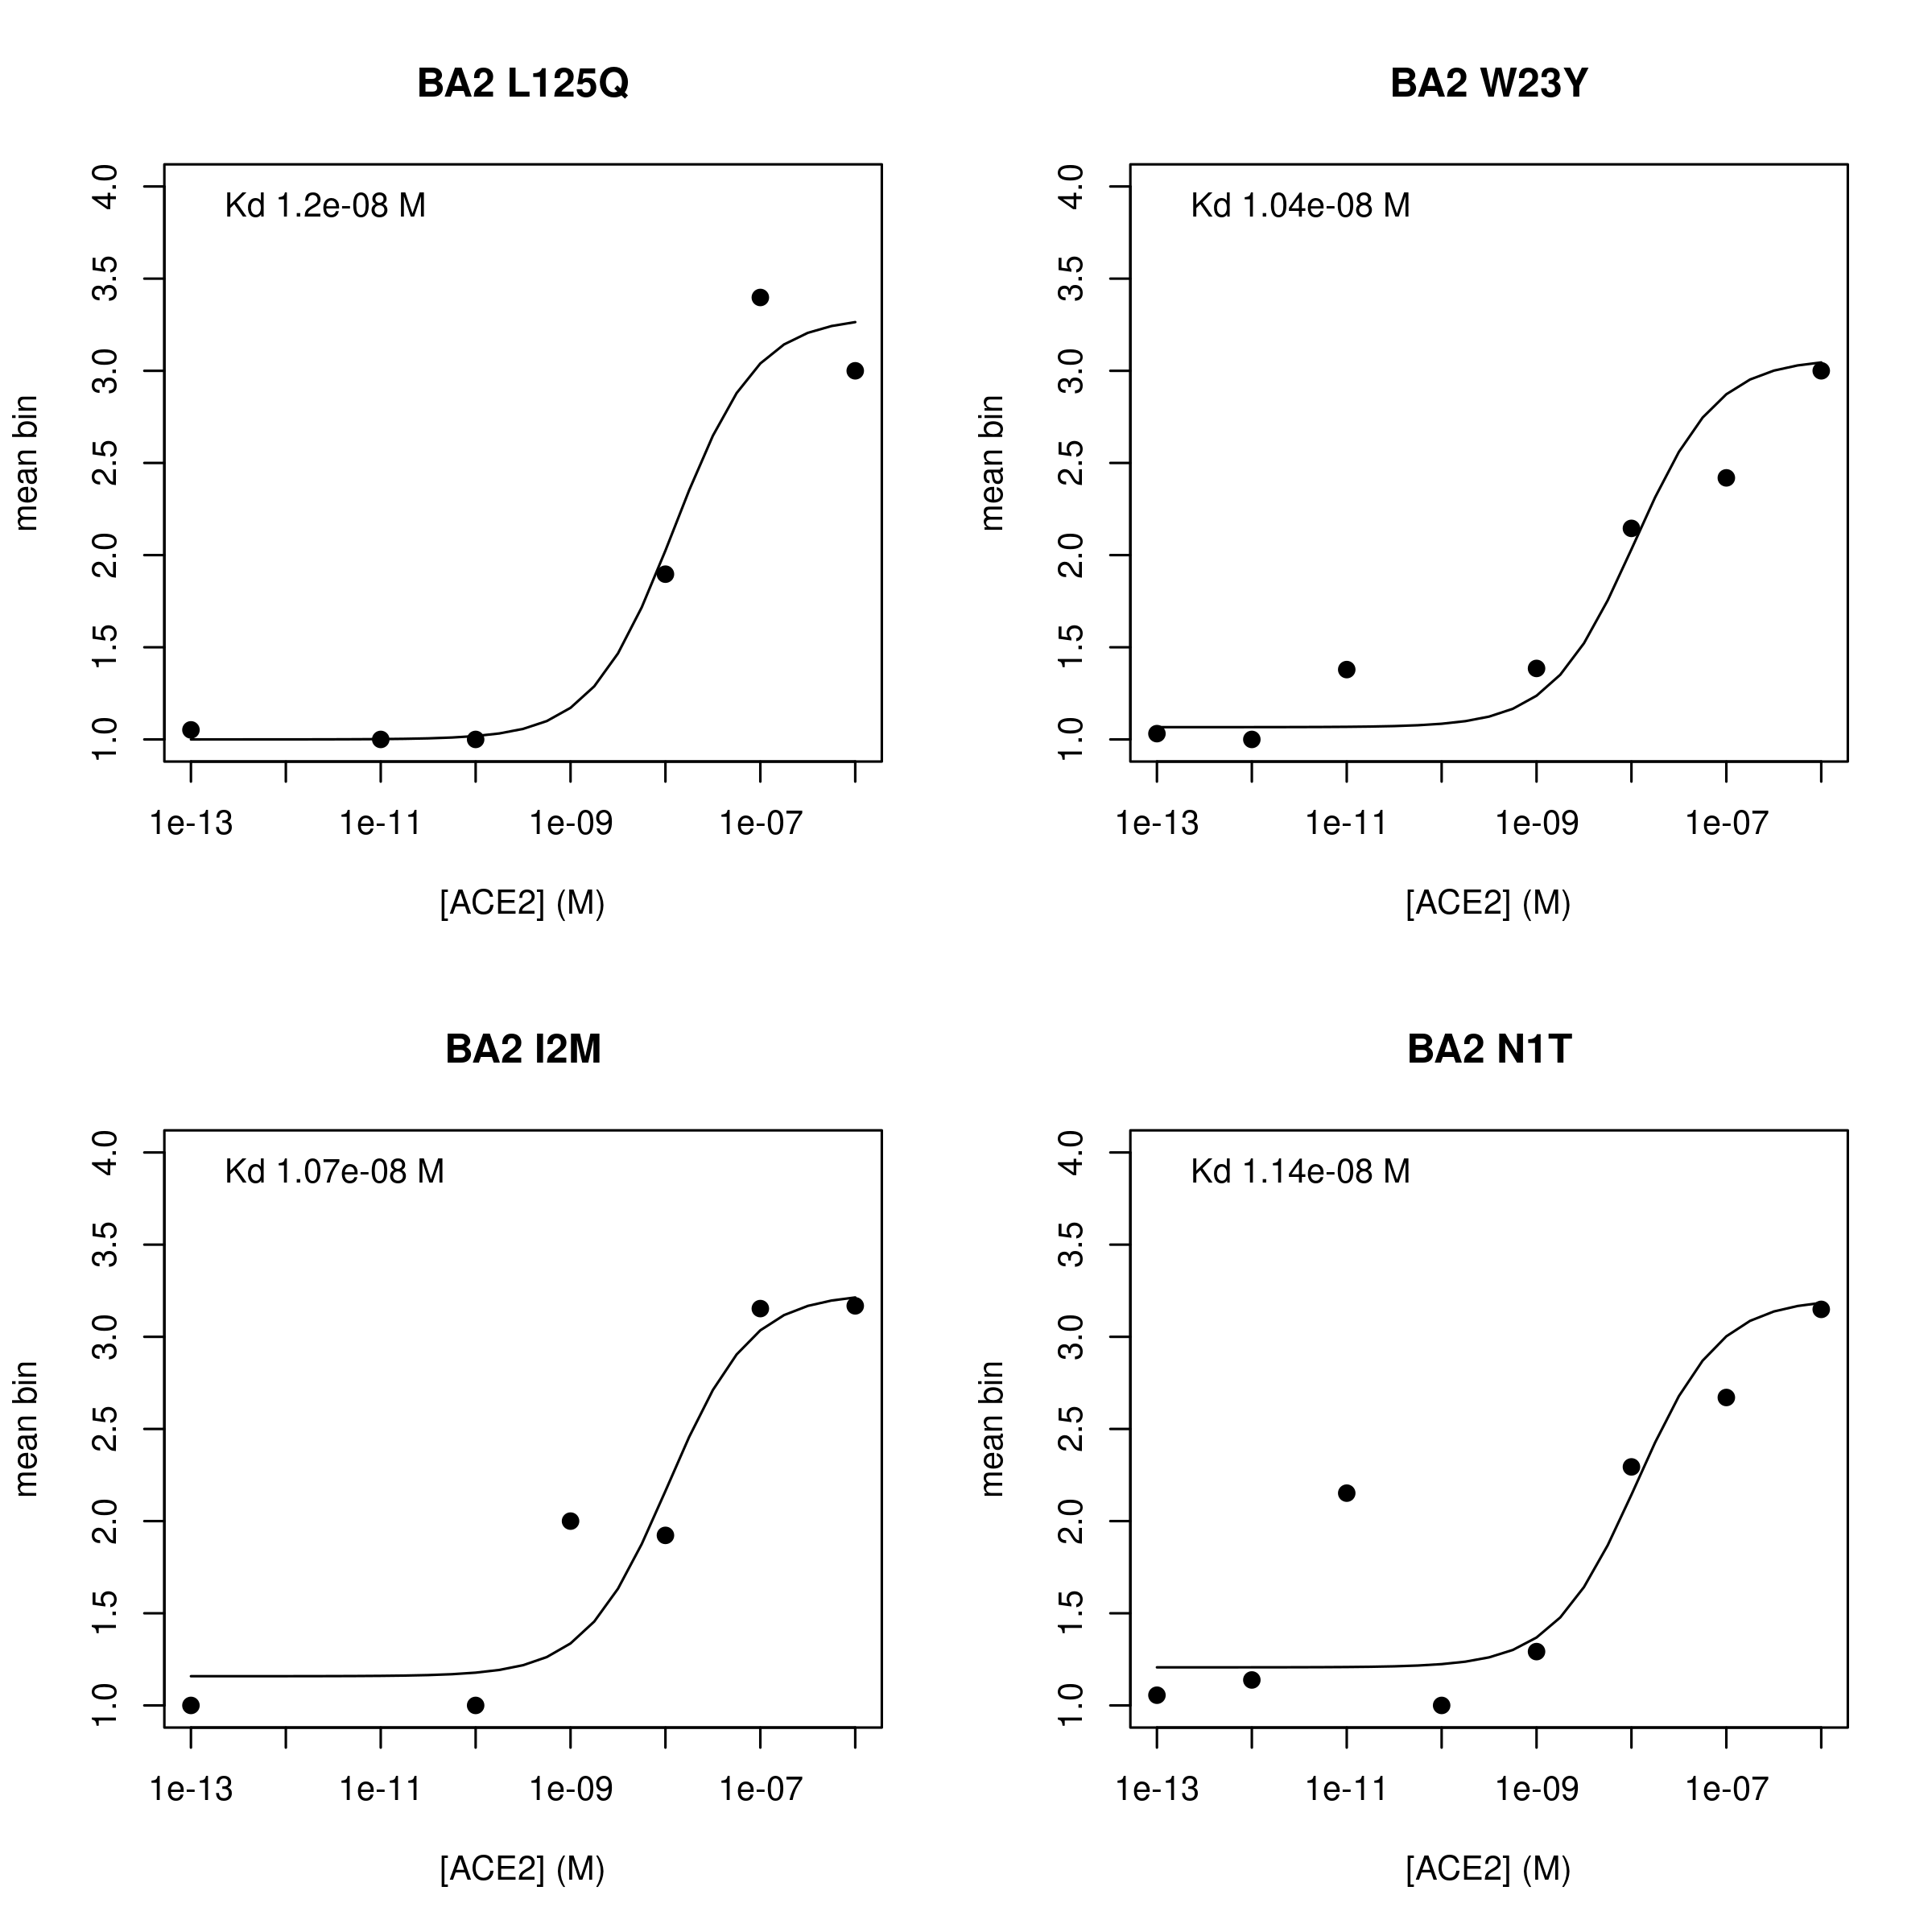 BA2 L125Q
Kd 1.2e-08 M
mean bin
4.0
3.5
3.0
2.5
2.0
1.5
1.0
1e-13 1e-11 1e-09 1e-07
[ACE2] (M)
BA2 W23Y
Kd 1.04e-08 M
mean bin
4.0
3.5
3.0
2.5
2.0
1.5
1.0
1e-13 1e-11 1e-09 1e-07
[ACE2] (M)
BA2 I2M
Kd 1.07e-08 M
mean bin
4.0
3.5
3.0
2.5
2.0
1.5
1.0
1e-13 1e-11 1e-09 1e-07
[ACE2] (M)
BA2 N1T
Kd 1.14e-08 M
mean bin
4.0
3.5
3.0
2.5
2.0
1.5
1.0
1e-13 1e-11 1e-09 1e-07
[ACE2] (M)